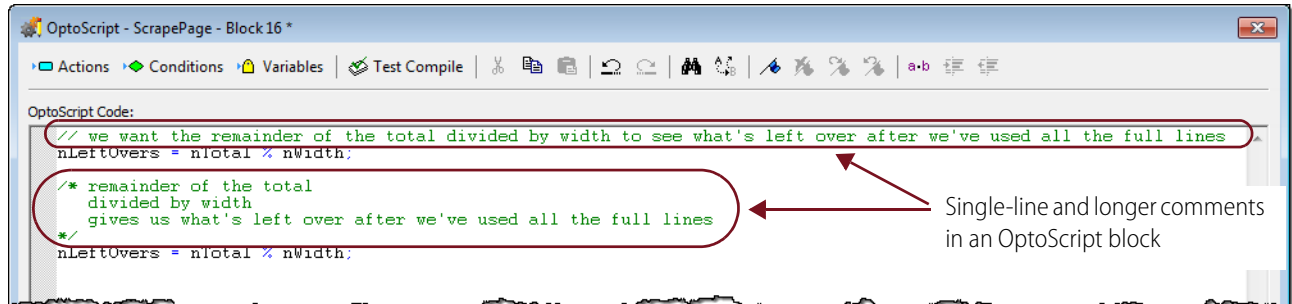 OptoScript - ScrapePage - Block 16 *
Actions Conditions Variables Test Compile a•b
OptoScript Code:
// we want the remainder of the total divided by width to see what's left over after we've used all the full lines
nLeftOvers = nTotal % nWidth;
/* remainder of the total
divided by width
gives us what's left over after we've used all the full lines
*/
nLeftOvers = nTotal % nWidth;
Single-line and longer comments
in an OptoScript block